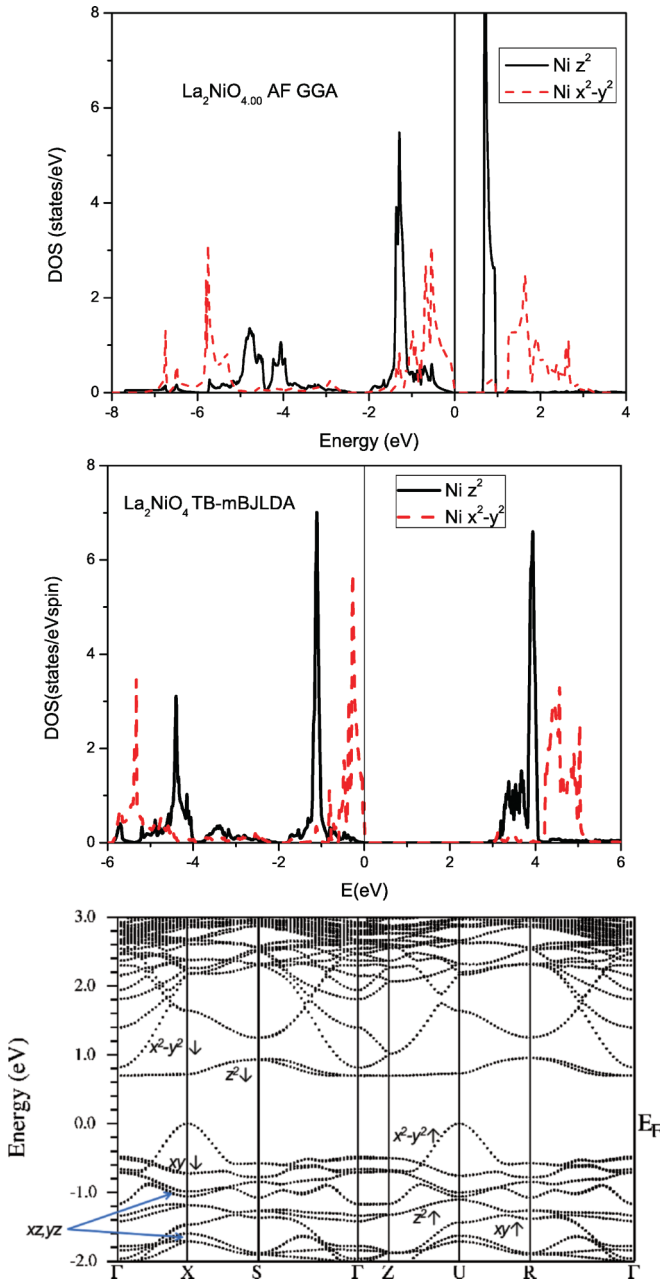 8
6
4
2
0
DOS (states/eV)
La₂NiO₄.₀₀ AF GGA
Ni z²
Ni x²-y²
-8 -6 -4 -2 0 2 4
Energy (eV)
8
6
4
2
0
DOS(states/eVspin)
La₂NiO₄ TB-mBJLDA
Ni z²
Ni x²-y²
-6 -4 -2 0 2 4 6
E(eV)
3.0
2.0
1.0
0.0
-1.0
-2.0
Energy (eV)
x²-y² ↓
z² ↓
x²-y² ↑
E_F
xy ↓
xz,yz
z² ↑
xy ↑
Γ X S Γ Z U R Γ